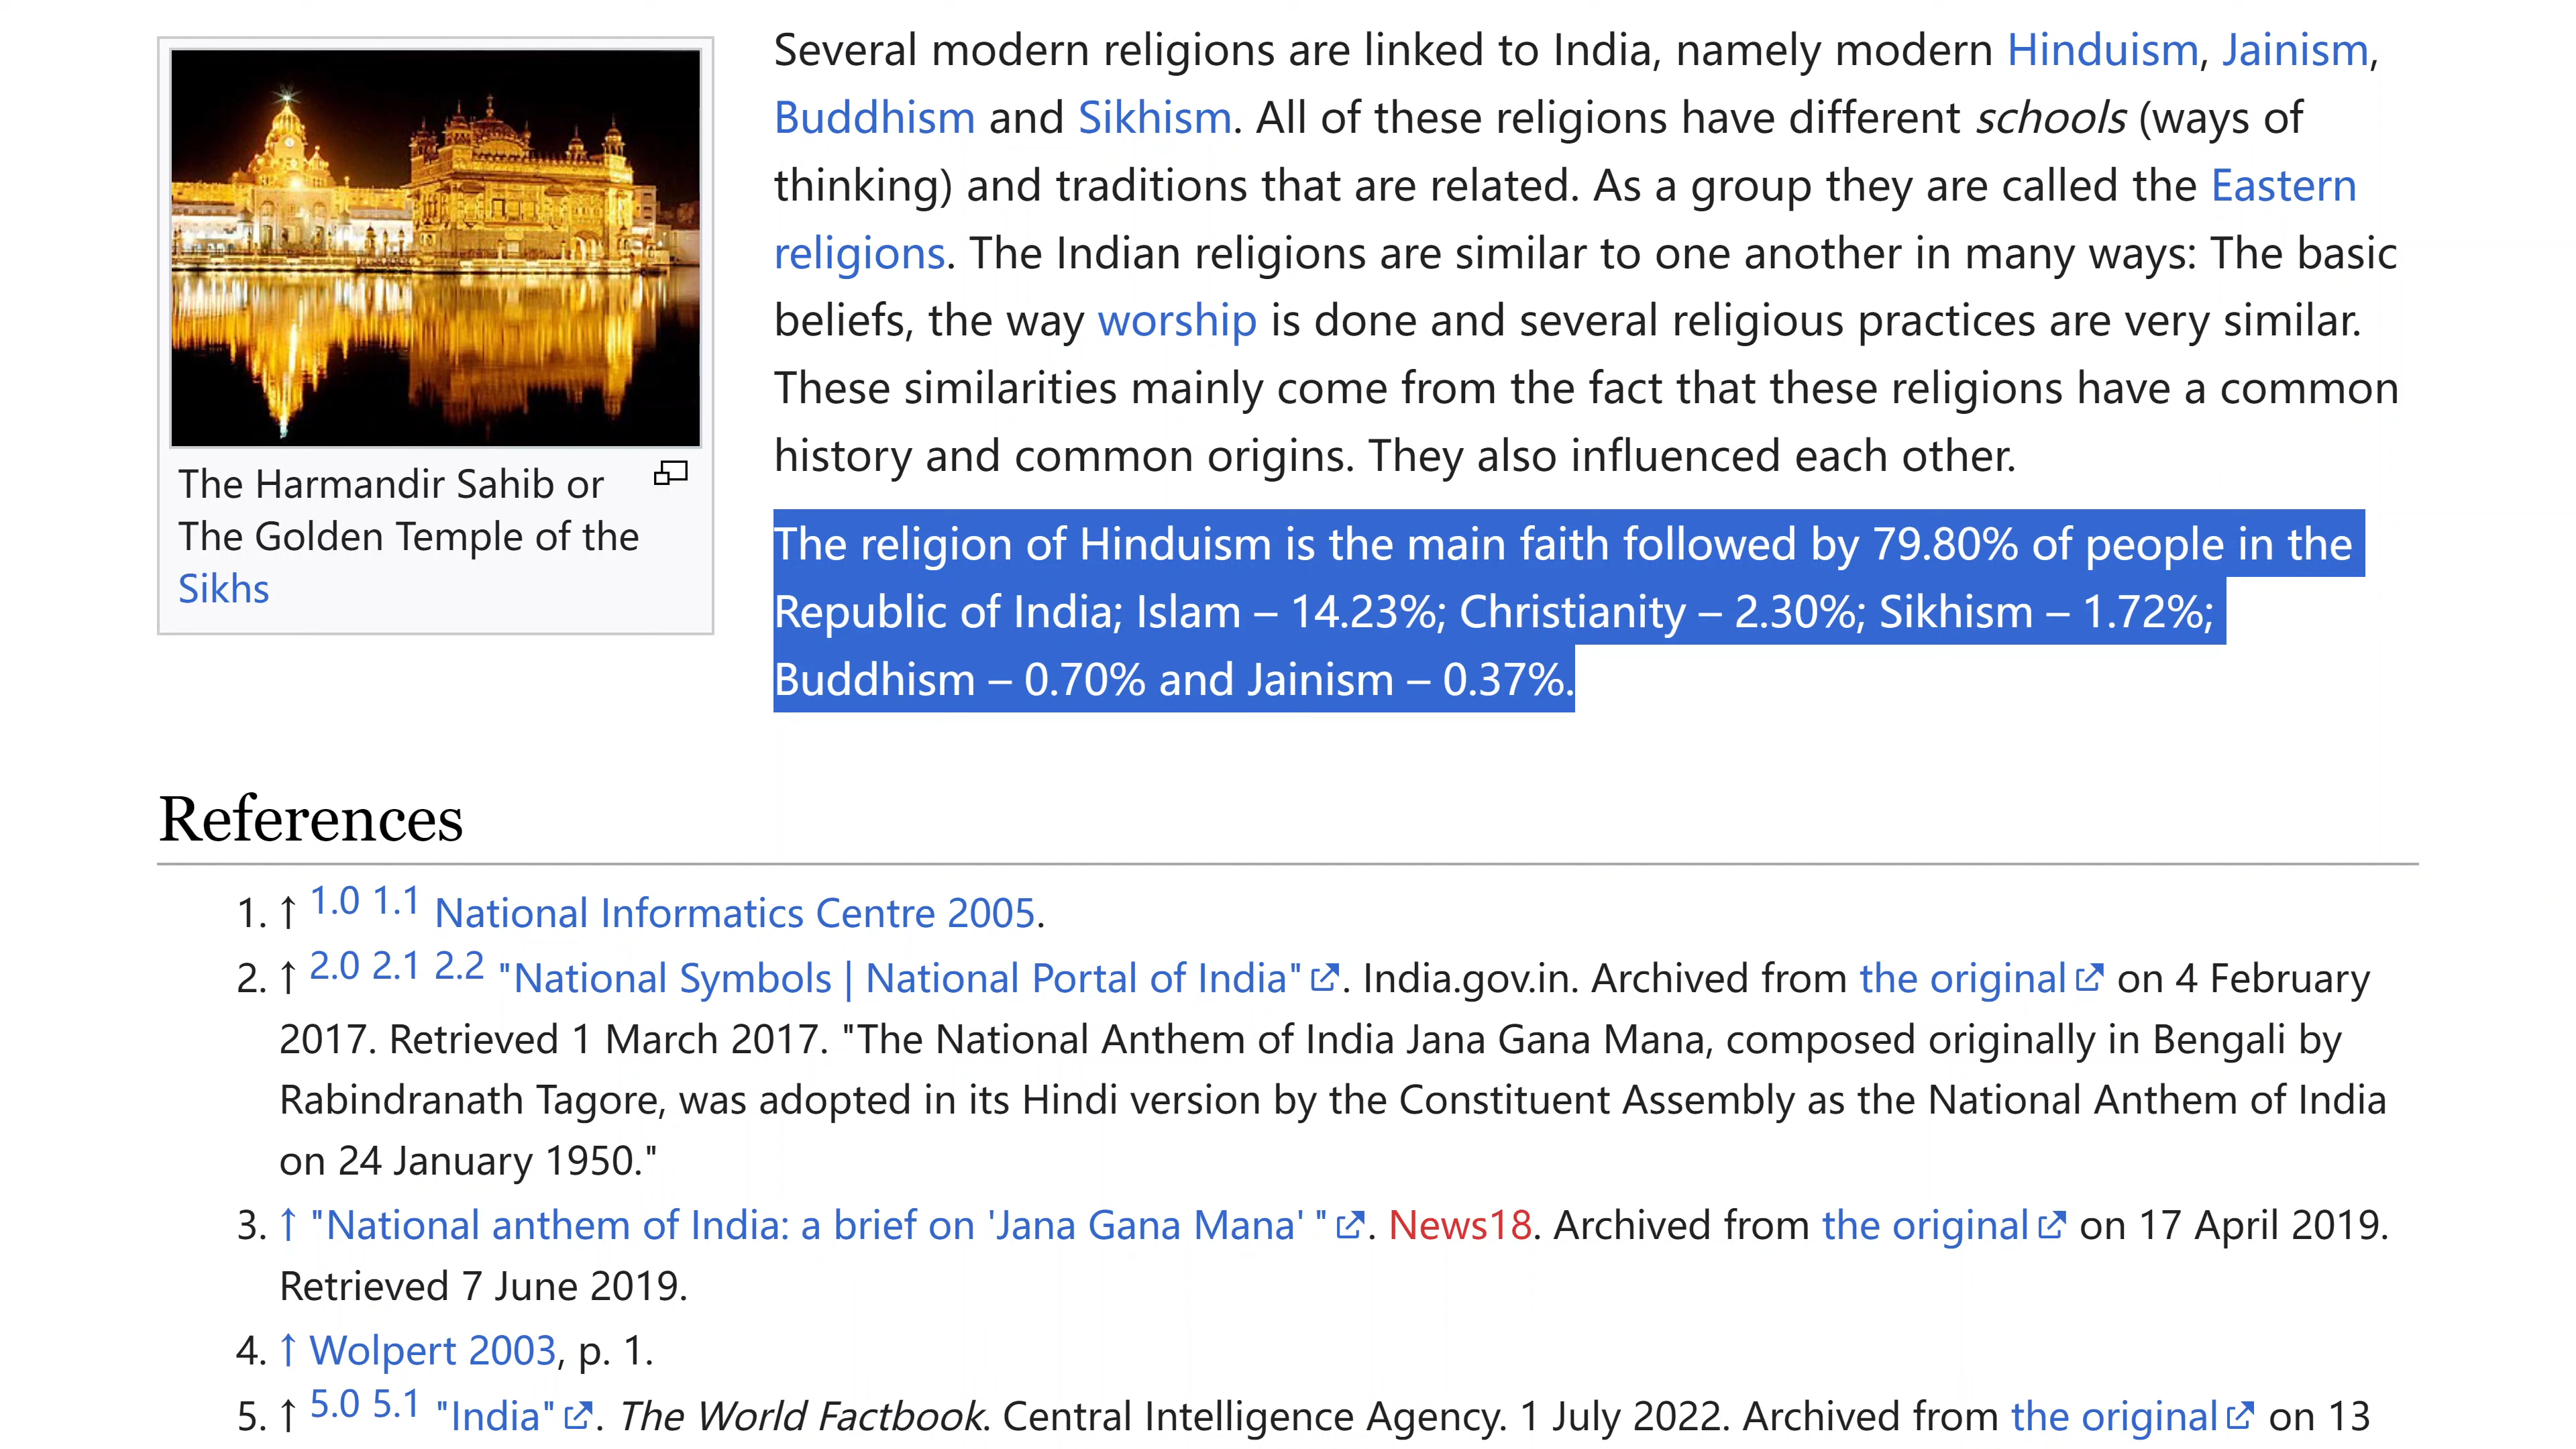 Several modern religions are linked to India, namely modern Hinduism, Jainism,
Buddhism and Sikhism. All of these religions have different schools (ways of
thinking) and traditions that are related. As a group they are called the Eastern
religions. The Indian religions are similar to one another in many ways: The basic
beliefs, the way worship is done and several religious practices are very similar.
These similarities mainly come from the fact that these religions have a common
history and common origins. They also influenced each other.
The Harmandir Sahib or
The Golden Temple of the
Sikhs
The religion of Hinduism is the main faith followed by 79.80% of people in the
Republic of India; Islam – 14.23%; Christianity – 2.30%; Sikhism – 1.72%;
Buddhism – 0.70% and Jainism – 0.37%.
References
1. ↑ 1.0 1.1 National Informatics Centre 2005.
2. ↑ 2.0 2.1 2.2 "National Symbols | National Portal of India". India.gov.in. Archived from the original on 4 February
2017. Retrieved 1 March 2017. "The National Anthem of India Jana Gana Mana, composed originally in Bengali by
Rabindranath Tagore, was adopted in its Hindi version by the Constituent Assembly as the National Anthem of India
on 24 January 1950."
3. ↑ "National anthem of India: a brief on 'Jana Gana Mana' ". News18. Archived from the original on 17 April 2019.
Retrieved 7 June 2019.
4. ↑ Wolpert 2003, p. 1.
5. ↑ 5.0 5.1 "India". The World Factbook. Central Intelligence Agency. 1 July 2022. Archived from the original on 13